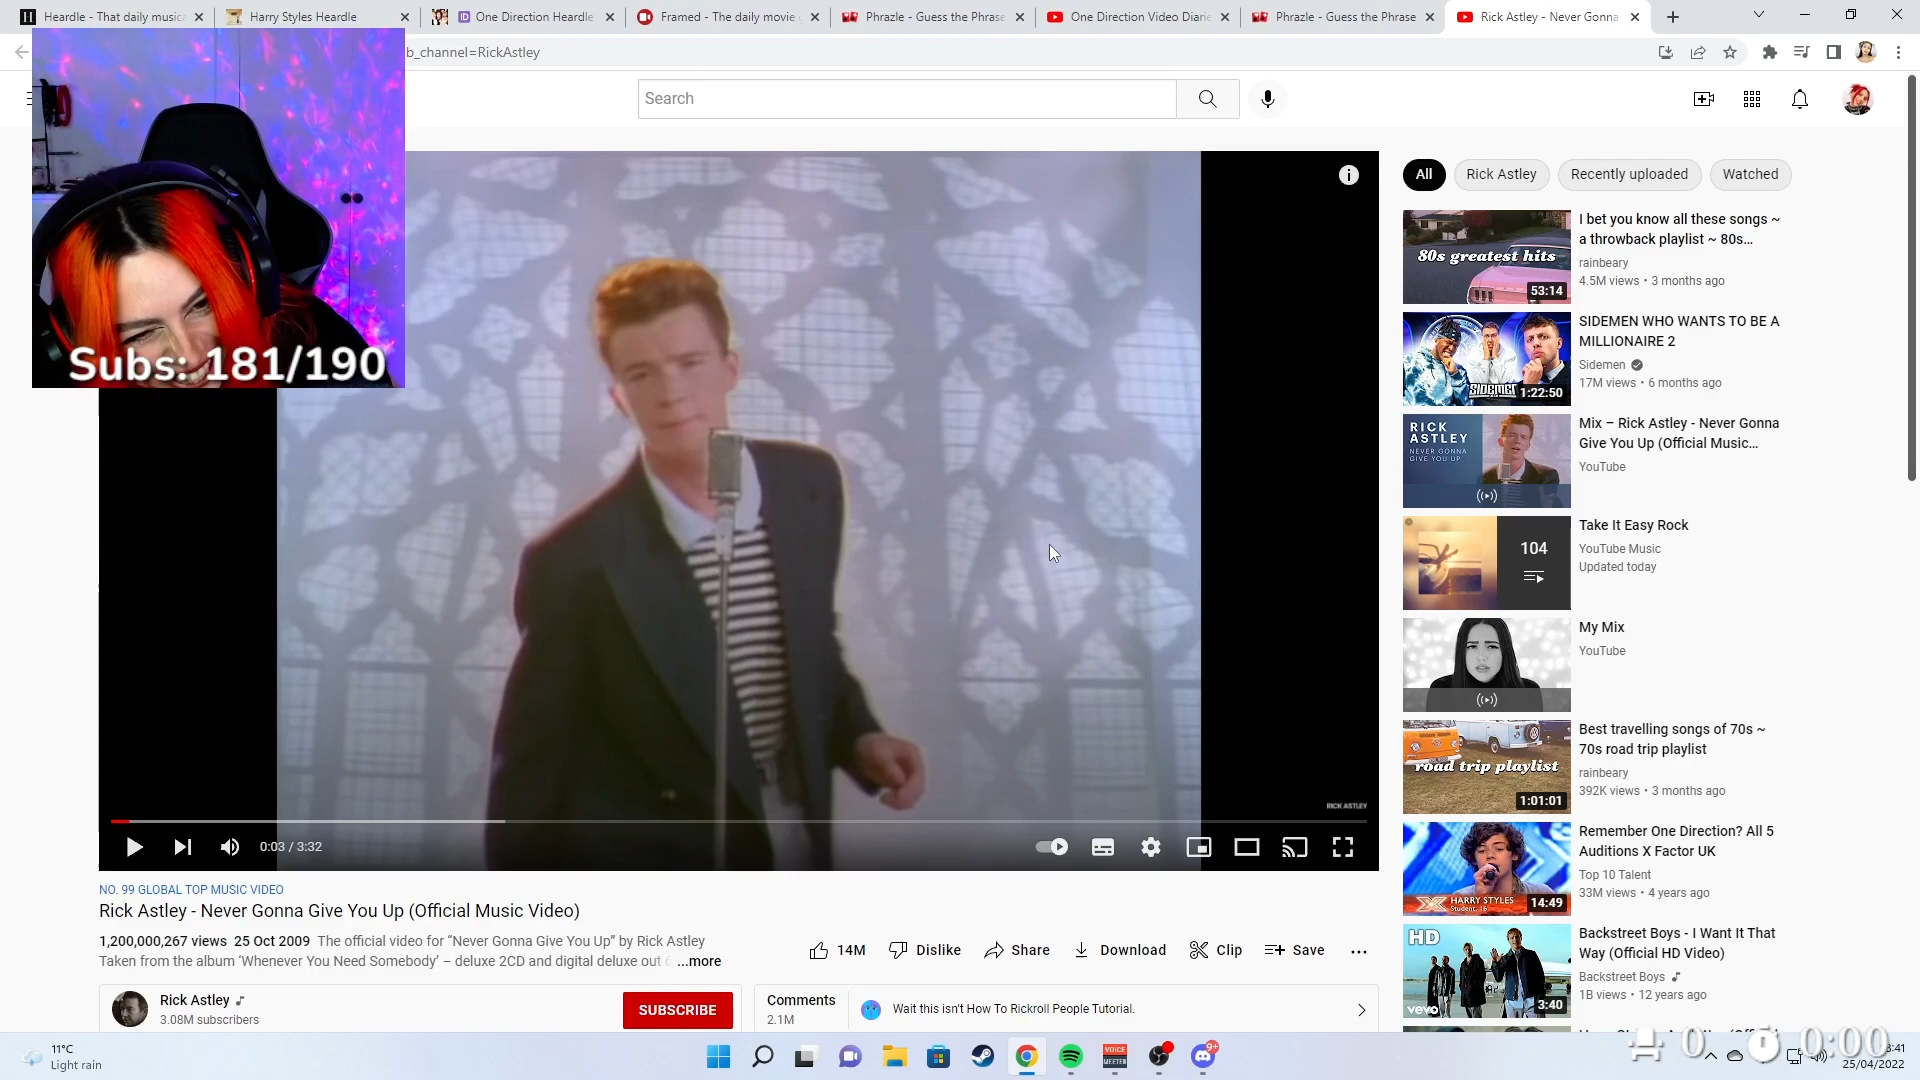 Heardle - That daily musica
Harry Styles Heardle
One Direction Heardle
Framed - The daily movie g
Phrazle - Guess the Phrase
One Direction Video Diarie
Phrazle - Guess the Phrase
Rick Astley - Never Gonna
b_channel=RickAstley
Search
Subs: 181/190
RICK ASTLEY
0:03 / 3:32
NO. 99 GLOBAL TOP MUSIC VIDEO
Rick Astley - Never Gonna Give You Up (Official Music Video)
1,200,000,267 views 25 Oct 2009 The official video for “Never Gonna Give You Up” by Rick Astley
Taken from the album ‘Whenever You Need Somebody’ – deluxe 2CD and digital deluxe out 6 ...more
14M Dislike Share Download Clip Save
Rick Astley
3.08M subscribers
SUBSCRIBE
Comments
2.1M
Wait this isn’t How To Rickroll People Tutorial.
All Rick Astley Recently uploaded Watched
80s greatest hits
53:14
I bet you know all these songs ~
a throwback playlist ~ 80s...
rainbeary
4.5M views • 3 months ago
SIDEMEN
1:22:50
SIDEMEN WHO WANTS TO BE A
MILLIONAIRE 2
Sidemen
17M views • 6 months ago
RICK
ASTLEY
NEVER GONNA
GIVE YOU UP
Mix – Rick Astley - Never Gonna
Give You Up (Official Music...
YouTube
104
Take It Easy Rock
YouTube Music
Updated today
My Mix
YouTube
road trip playlist
1:01:01
Best travelling songs of 70s ~
70s road trip playlist
rainbeary
392K views • 3 months ago
HARRY STYLES
Student, 16
14:49
Remember One Direction? All 5
Auditions X Factor UK
Top 10 Talent
33M views • 4 years ago
HD
vevo
3:40
Backstreet Boys - I Want It That
Way (Official HD Video)
Backstreet Boys
1B views • 12 years ago
11°C
Light rain
VOICE
MEETER
9+
0
0:00
:41
25/04/2022